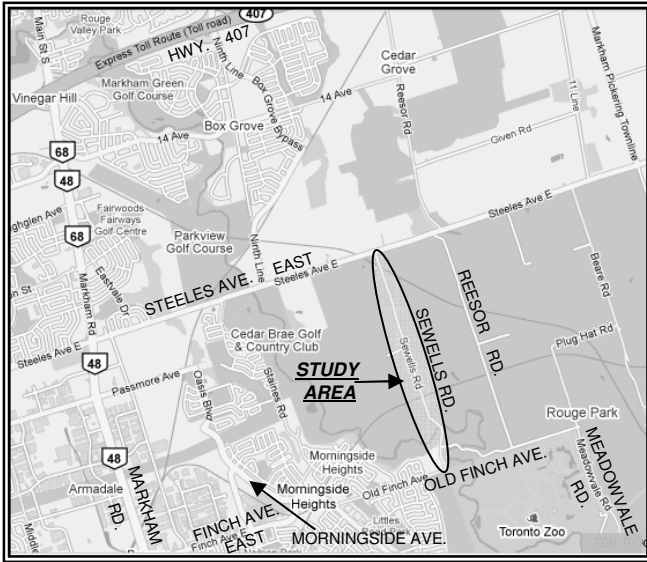 Rouge
Valley Park
Main St S
407
Express Toll Route (Toll road)
HWY. 407
Ninth Line
Markham Green
Golf Course
Box Grove Bypass
Cedar
Grove
Reesor Rd
14 Ave
11 Line
Markham Pickering Townline
Vinegar Hill
Box Grove
Given Rd
14 Ave
68
48
Fairwoods
Fairways
Golf Centre
68
Parkview
Golf Course
Ninth Line
Steeles Ave E
Eastvale Dr
Markham Rd
STEELES AVE. EAST
Steeles Ave E
REESOR RD.
Beare Rd
Steeles Ave E
48
Cedar Brae Golf
& Country Club
SEWELLS RD.
Sewells Rd
Plug Hat Rd
STUDY
AREA
Passmore Ave
Oasis Blvd
Staines Rd
Rouge Park
48
Armadale
MARKHAM RD.
Morningside
Heights
Morningside
Heights
Old Finch Ave
OLD FINCH AVE.
MEADOWVALE RD.
Meadowvale Rd
FINCH AVE. EAST
Finch Ave E
MORNINGSIDE AVE.
Toronto Zoo